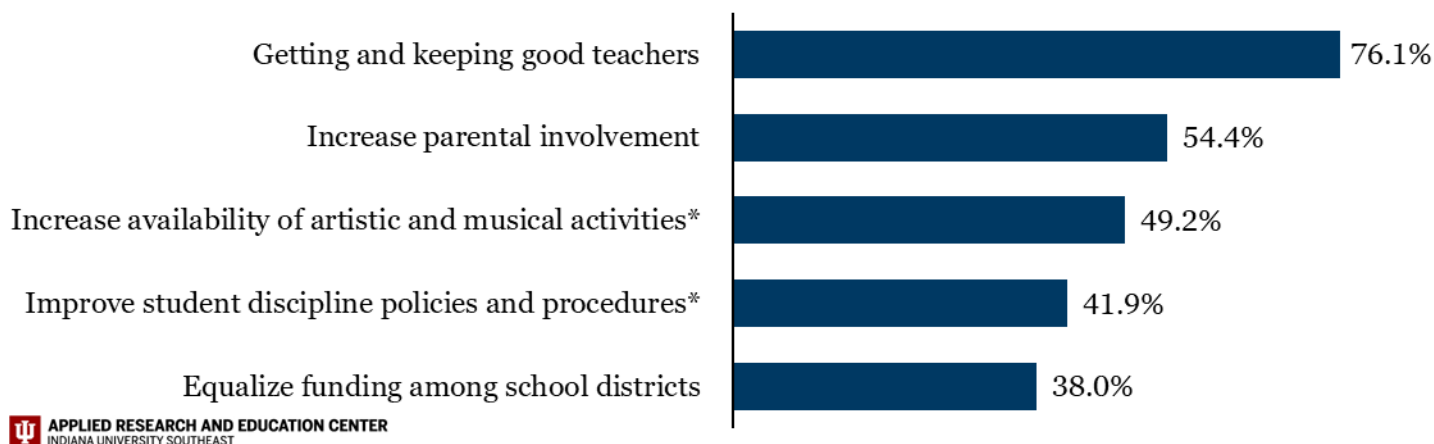 Getting and keeping good teachers 76.1%
Increase parental involvement 54.4%
Increase availability of artistic and musical activities* 49.2%
Improve student discipline policies and procedures* 41.9%
Equalize funding among school districts 38.0%
APPLIED RESEARCH AND EDUCATION CENTER
INDIANA UNIVERSITY SOUTHEAST